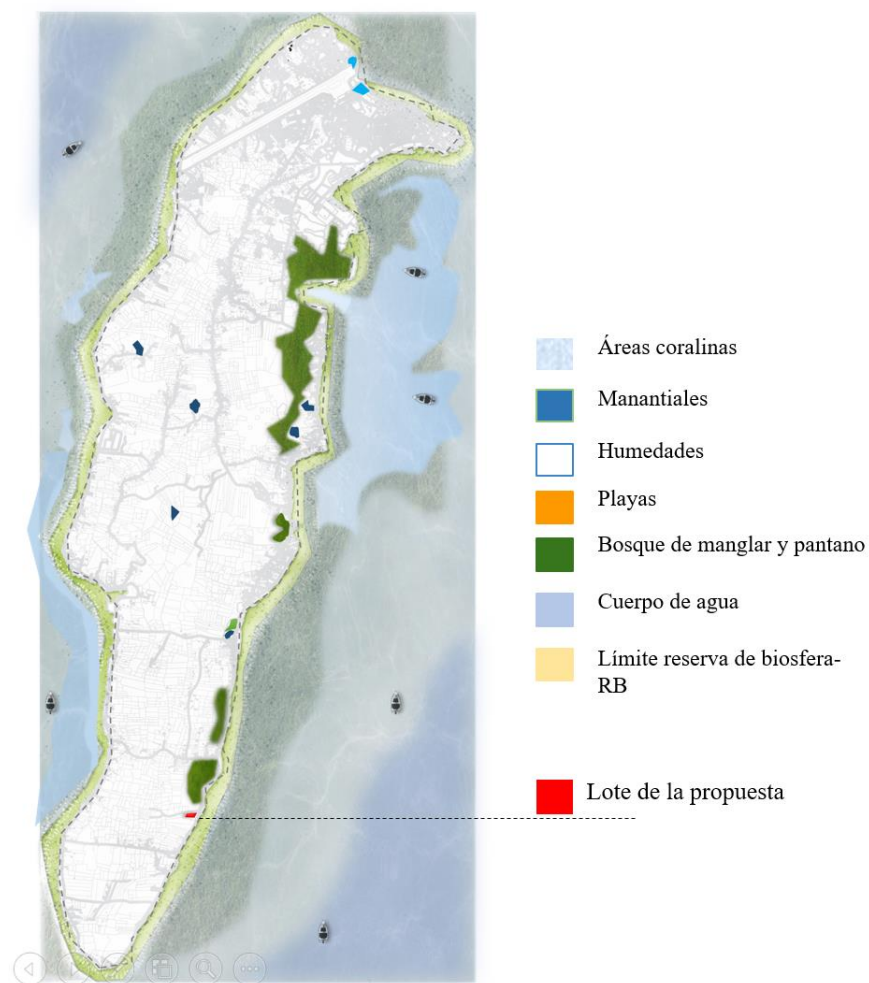 Áreas coralinas
Manantiales
Humedades
Playas
Bosque de manglar y pantano
Cuerpo de agua
Límite reserva de biosfera-
RB
Lote de la propuesta